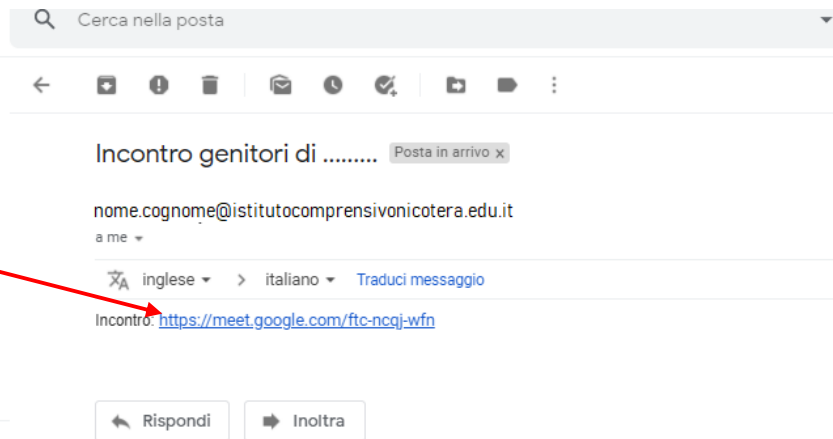 Cerca nella posta
Incontro genitori di ......... Posta in arrivo x
nome.cognome@istitutocomprensivonicotera.edu.it
a me
inglese > italiano Traduci messaggio
Incontro: https://meet.google.com/ftc-ncqj-wfn
Rispondi Inoltra